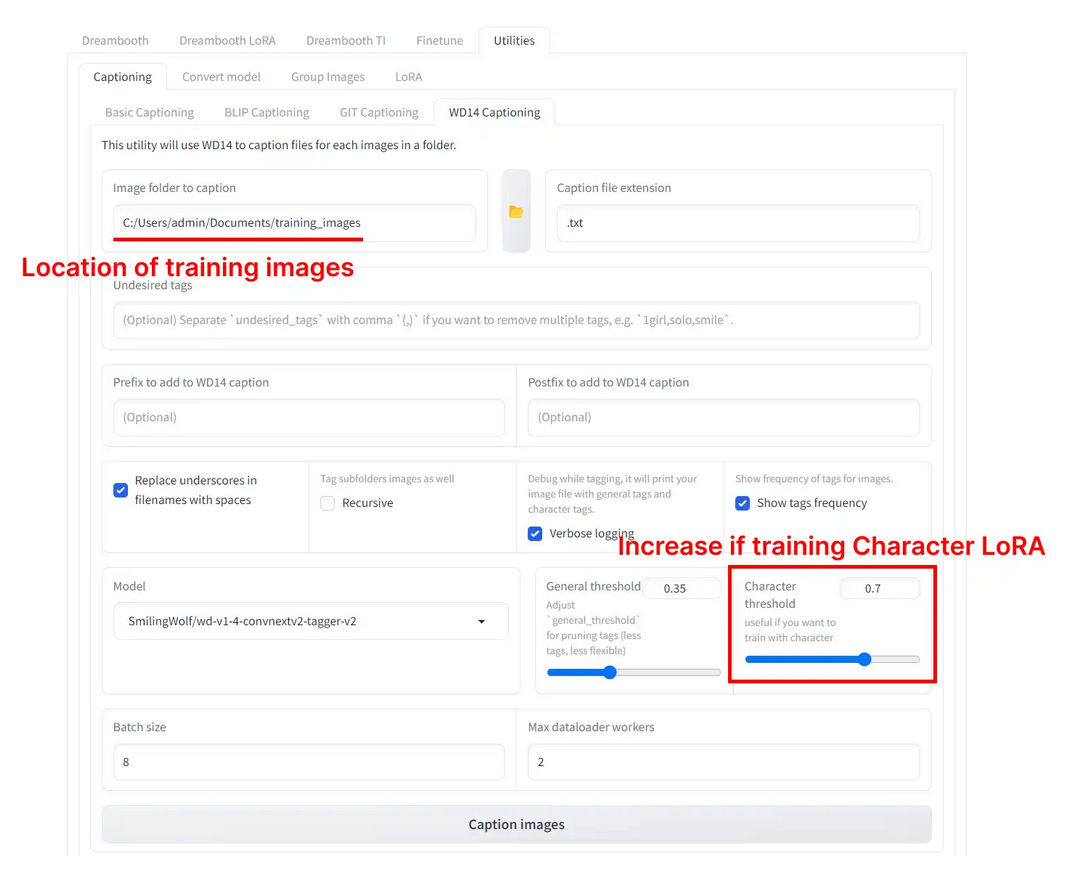 Dreambooth
Dreambooth LoRA
Dreambooth TI
Finetune
Utilities
Captioning
Convert model
Group Images
LoRA
Basic Captioning
BLIP Captioning
GIT Captioning
WD14 Captioning
This utility will use WD14 to caption files for each images in a folder.
Image folder to caption
C:/Users/admin/Documents/training_images
Caption file extension
.txt
Location of training images
Undesired tags
(Optional) Separate `undesired_tags` with comma `(,)` if you want to remove multiple tags, e.g. `1girl,solo,smile`.
Prefix to add to WD14 caption
(Optional)
Postfix to add to WD14 caption
(Optional)
Replace underscores in
filenames with spaces
Tag subfolders images as well
Recursive
Debug while tagging, it will print your
image file with general tags and
character tags.
Verbose logging
Show frequency of tags for images.
Show tags frequency
Increase if training Character LoRA
Model
SmilingWolf/wd-v1-4-convnextv2-tagger-v2
General threshold
0.35
Adjust
`general_threshold`
for pruning tags (less
tags, less flexible)
Character
threshold
0.7
useful if you want to
train with character
Batch size
8
Max dataloader workers
2
Caption images